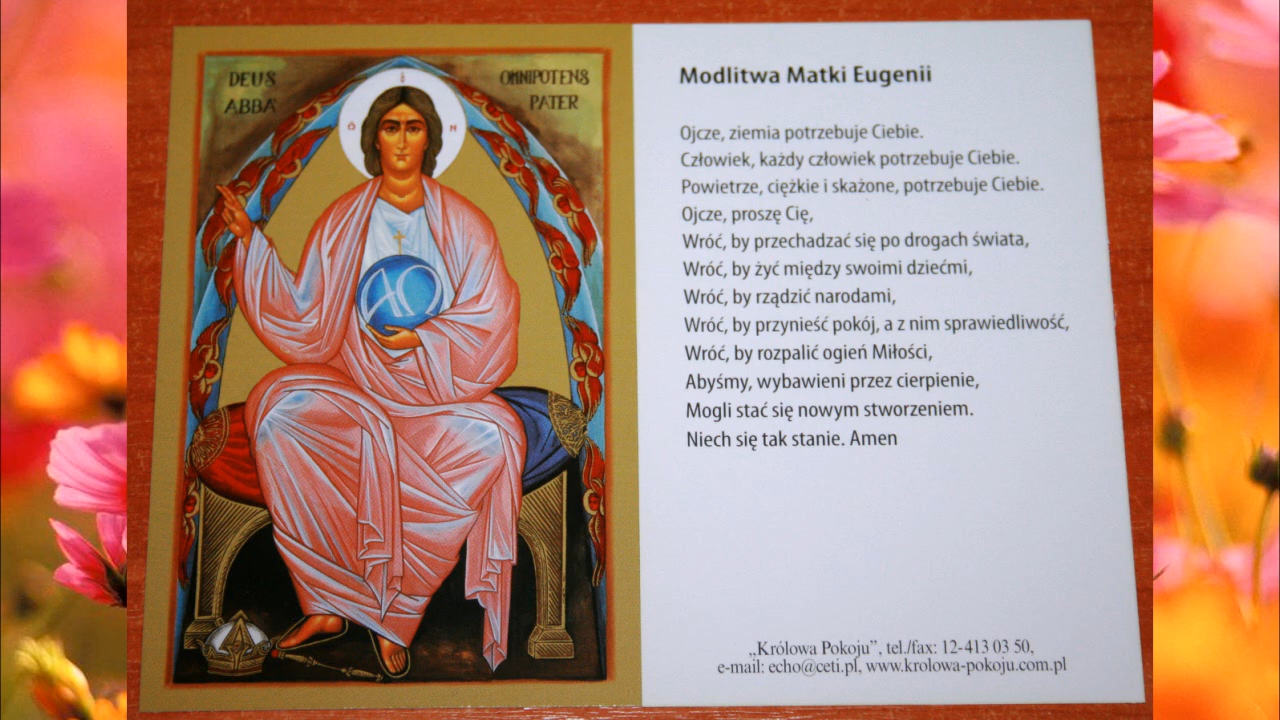 DEUS
ABBA
OMNIPOTENS
PATER
Ο
Η
ΑΩ
Modlitwa Matki Eugenii
Ojcze, ziemia potrzebuje Ciebie.
Człowiek, każdy człowiek potrzebuje Ciebie.
Powietrze, ciężkie i skażone, potrzebuje Ciebie.
Ojcze, proszę Cię,
Wróć, by przechadzać się po drogach świata,
Wróć, by żyć między swoimi dziećmi,
Wróć, by rządzić narodami,
Wróć, by przynieść pokój, a z nim sprawiedliwość,
Wróć, by rozpalić ogień Miłości,
Abyśmy, wybawieni przez cierpienie,
Mogli stać się nowym stworzeniem.
Niech się tak stanie. Amen
„Królowa Pokoju”, tel./fax: 12-413 03 50,
e-mail: echo@ceti.pl, www.krolowa-pokoju.com.pl